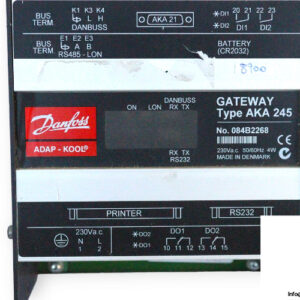 BUS TERM K1 K3 K4 L H DANBUSS AKA 21 *DI2 *DI1 20 21 22 23 DI1 DI2
BUS TERM E1 E2 E3 A B RS485 - LON BATTERY (CR2032)
18700
Danfoss
ADAP - KOOL®
ON LON DANBUSS RX TX
RX TX
RS232
GATEWAY
Type AKA 245
No. 084B2268
230Va.c. 50/60Hz 4W
MADE IN DENMARK
CE
PRINTER RS232
230Va.c. *DO2 DO1 DO2
N L *DO1
1 2 10 11 12 13 14 15
Info